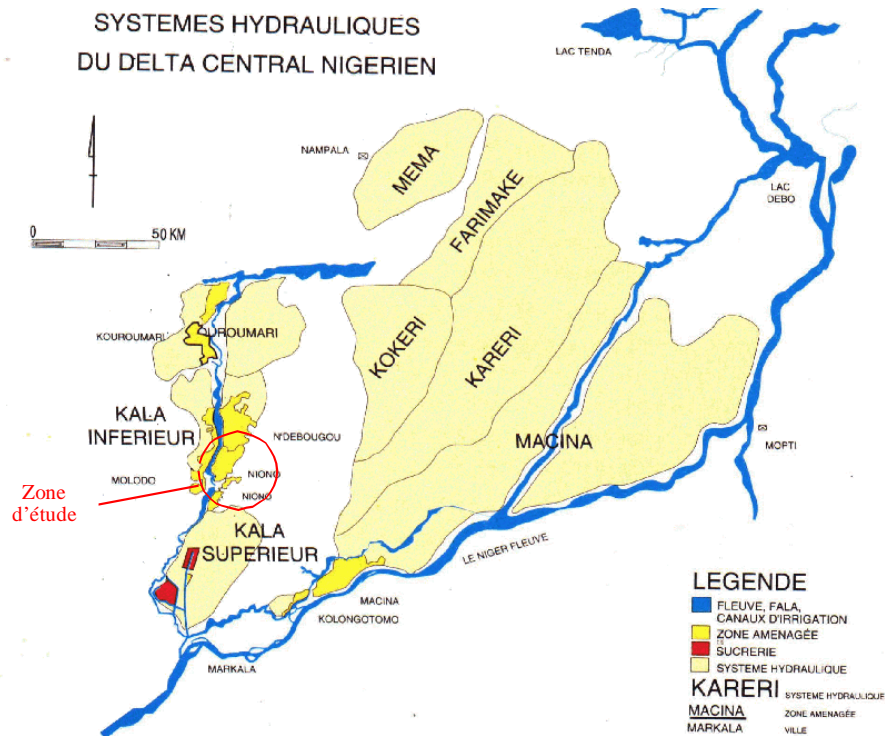 SYSTEMES HYDRAULIQUES
DU DELTA CENTRAL NIGERIEN
LAC TENDA
NAMPALA
MEMA
LAC
DEBO
FARIMAKE
0 50 KM
KOUROUMARI
OUROUMARI
KOKERI
KARERI
KALA
INFERIEUR
N'DEBOUGOU
MACINA
MOPTI
MOLODO
NIONO
Zone
d'étude
NIONO
KALA
SUPERIEUR
LE NIGER FLEUVE
MACINA
KOLONGOTOMO
MARKALA
LEGENDE
FLEUVE, FALA,
CANAUX D'IRRIGATION
ZONE AMENAGÉE
SUCRERIE
SYSTEME HYDRAULIQUE
KARERI SYSTEME HYDRAULIQUE
MACINA ZONE AMENAGÉE
MARKALA VILLE